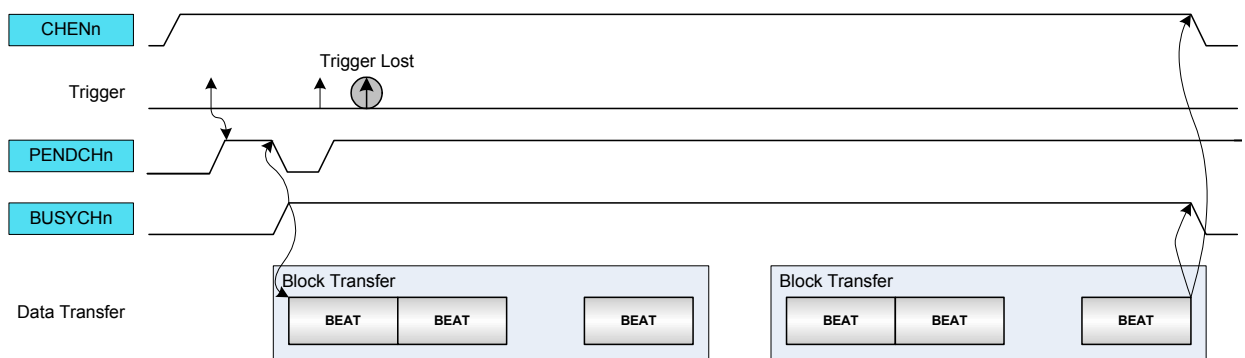 CHENn
Trigger Lost
Trigger
PENDCHn
BUSYCHn
Block Transfer Block Transfer
Data Transfer BEAT BEAT BEAT BEAT BEAT BEAT